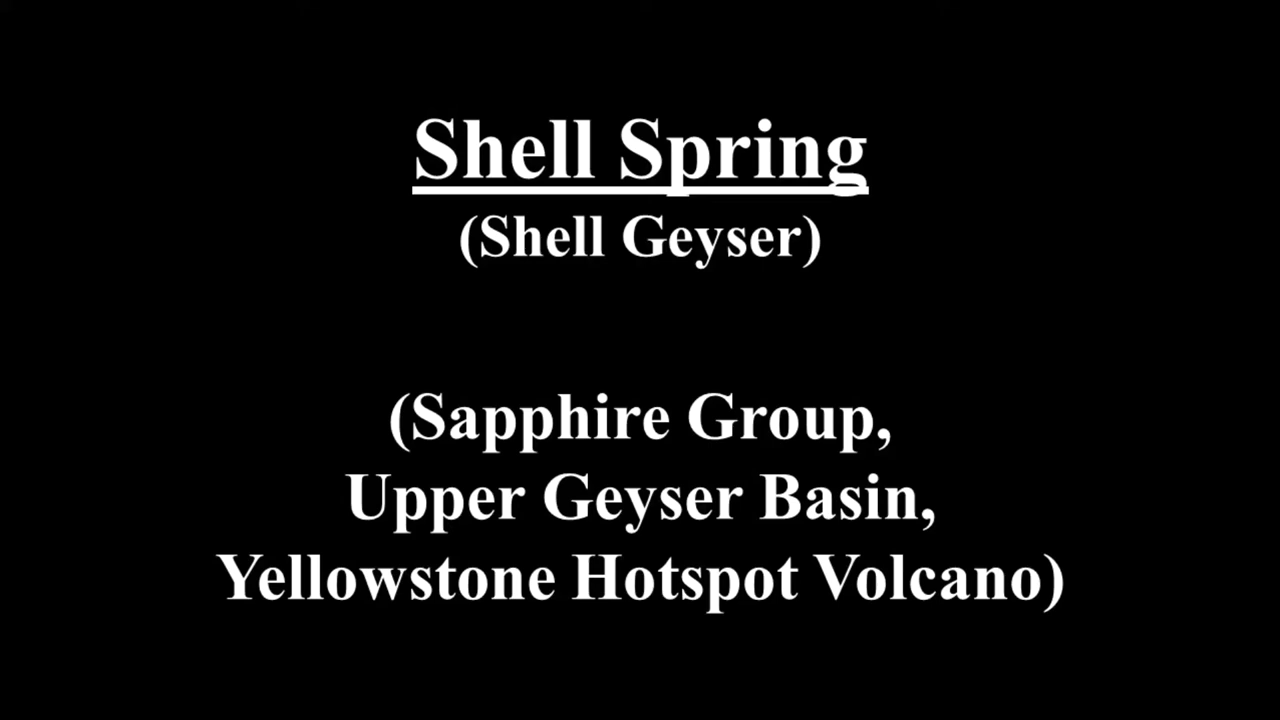 Shell Spring
(Shell Geyser)
(Sapphire Group,
Upper Geyser Basin,
Yellowstone Hotspot Volcano)